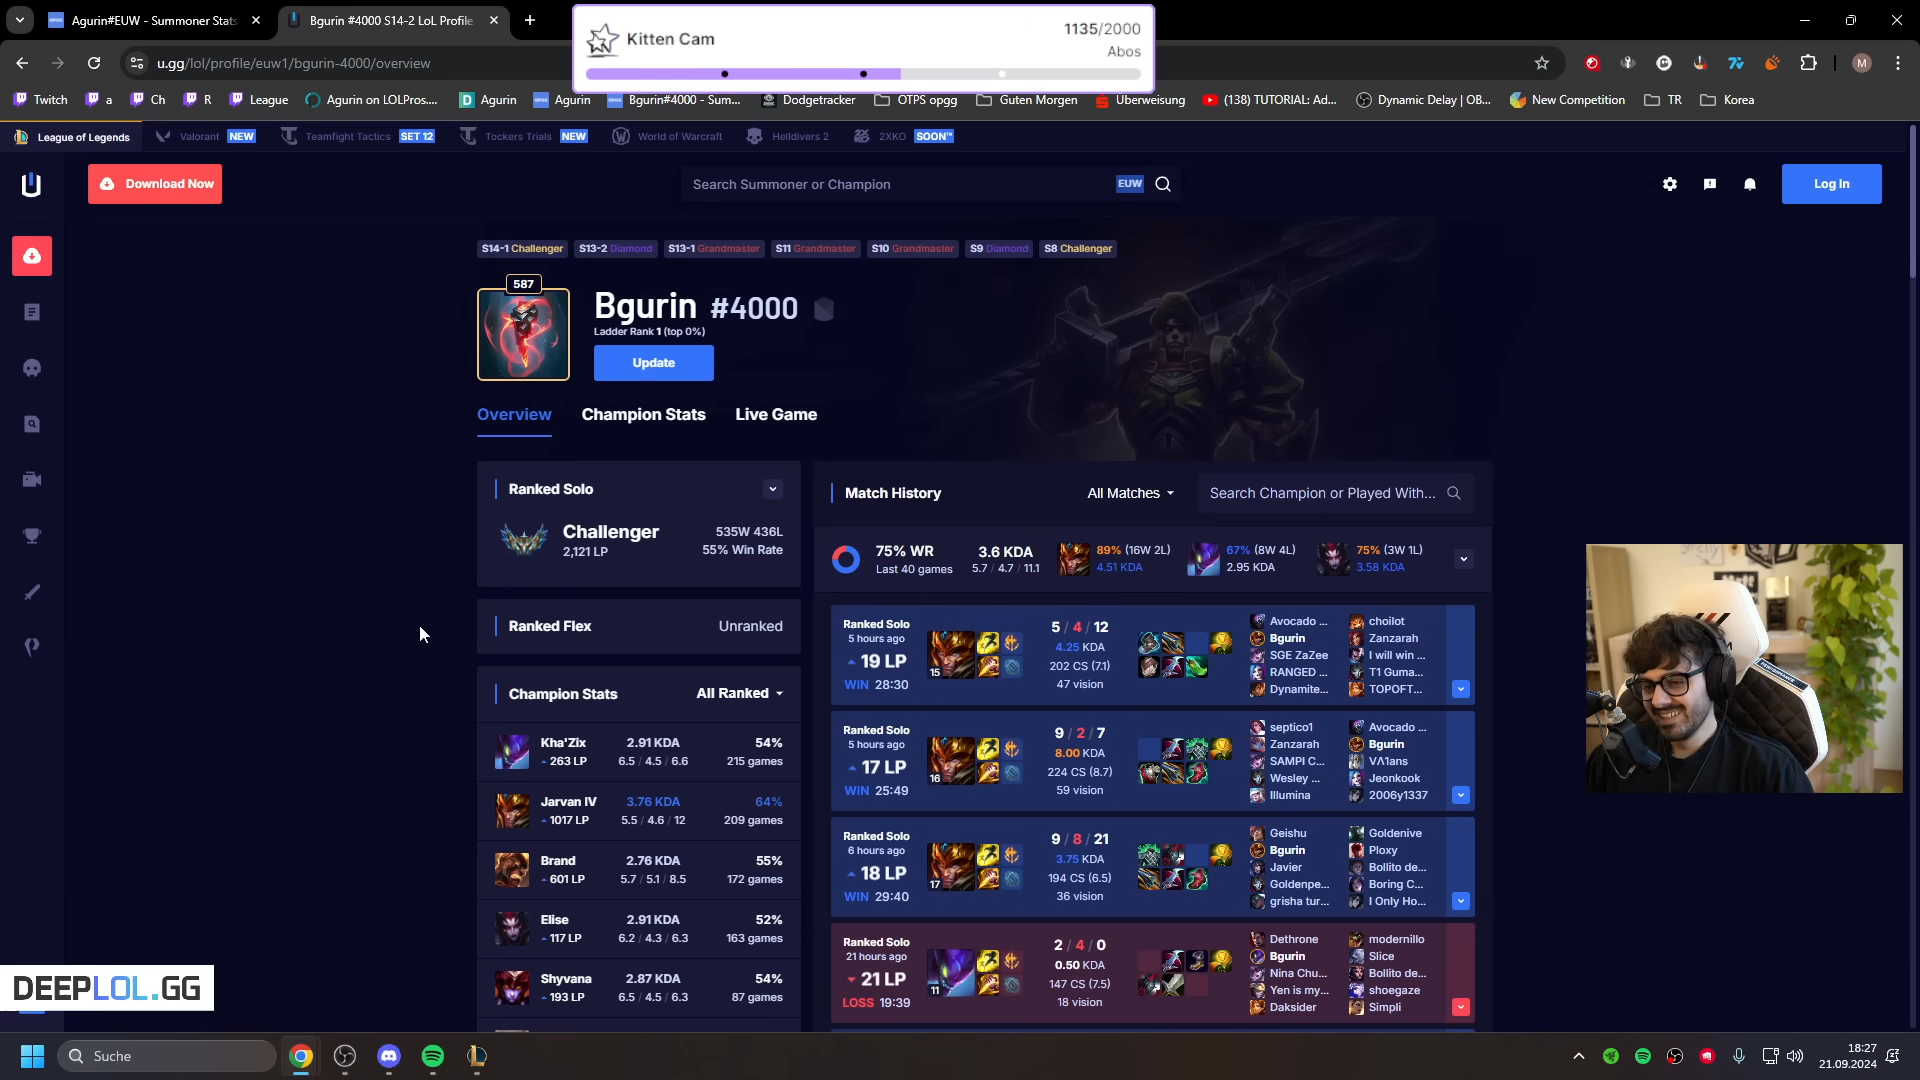 Agurin#EUW - Summoner Stats
Bgurin #4000 S14-2 LoL Profile
Kitten Cam
1135/2000
Abos
u.gg/lol/profile/euw1/bgurin-4000/overview
M
Twitch
a
Ch
R
League
Agurin on LOLPros....
Agurin
Agurin
Bgurin#4000 - Sum...
Dodgetracker
OTPS opgg
Guten Morgen
Überweisung
(138) TUTORIAL: Ad...
Dynamic Delay | OB...
New Competition
TR
Korea
League of Legends
Valorant NEW
Teamfight Tactics SET 12
Tockers Trials NEW
World of Warcraft
Helldivers 2
2XKO SOON™
Download Now
Search Summoner or Champion
EUW
Log In
S14-1 Challenger
S13-2 Diamond
S13-1 Grandmaster
S11 Grandmaster
S10 Grandmaster
S9 Diamond
S8 Challenger
587
Bgurin #4000
Ladder Rank 1 (top 0%)
Update
Overview
Champion Stats
Live Game
Ranked Solo
Challenger
2,121 LP
535W 436L
55% Win Rate
Ranked Flex
Unranked
Champion Stats
All Ranked
Kha'Zix 2.91 KDA 54%
263 LP 6.5 / 4.5 / 6.6 215 games
Jarvan IV 3.76 KDA 64%
1017 LP 5.5 / 4.6 / 12 209 games
Brand 2.76 KDA 55%
601 LP 5.7 / 5.1 / 8.5 172 games
Elise 2.91 KDA 52%
117 LP 6.2 / 4.3 / 6.3 163 games
Shyvana 2.87 KDA 54%
193 LP 6.5 / 4.5 / 6.3 87 games
Match History
All Matches
Search Champion or Played With...
75% WR
Last 40 games
3.6 KDA
5.7 / 4.7 / 11.1
89% (16W 2L)
4.51 KDA
67% (8W 4L)
2.95 KDA
75% (3W 1L)
3.58 KDA
Ranked Solo
5 hours ago
19 LP
WIN 28:30
15
5 / 4 / 12
4.25 KDA
202 CS (7.1)
47 vision
Avocado ...
Bgurin
SGE ZaZee
RANGED ...
Dynamite...
choilot
Zanzarah
I will win ...
T1 Guma...
TOPOFT...
Ranked Solo
5 hours ago
17 LP
WIN 25:49
16
9 / 2 / 7
8.00 KDA
224 CS (8.7)
59 vision
septico1
Zanzarah
SAMPI C...
Wesley ...
Illumina
Avocado ...
Bgurin
VΛ1ans
Jeonkook
2006y1337
Ranked Solo
6 hours ago
18 LP
WIN 29:40
17
9 / 8 / 21
3.75 KDA
194 CS (6.5)
36 vision
Geishu
Bgurin
Javier
Goldenpe...
grisha tur...
Goldenive
Ploxy
Bollito de...
Boring C...
I Only Ho...
Ranked Solo
21 hours ago
21 LP
LOSS 19:39
11
2 / 4 / 0
0.50 KDA
147 CS (7.5)
18 vision
Dethrone
Bgurin
Nina Chu...
Yen is my...
Daksider
modernillo
Slice
Bollito de...
shoegaze
Simpli
DEEPLOL.GG
Suche
18:27
21.09.2024